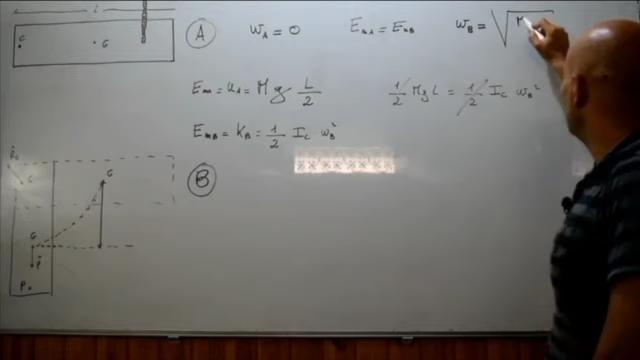 L
C
G
A
ω_A = 0
E_mA = E_mB
ω_B = √M
E_m = U_A = M g L/2
1/2 M g L = 1/2 I_C ω_B²
E_mB = K_B = 1/2 I_C ω_B²
B
C
G
G
P
P